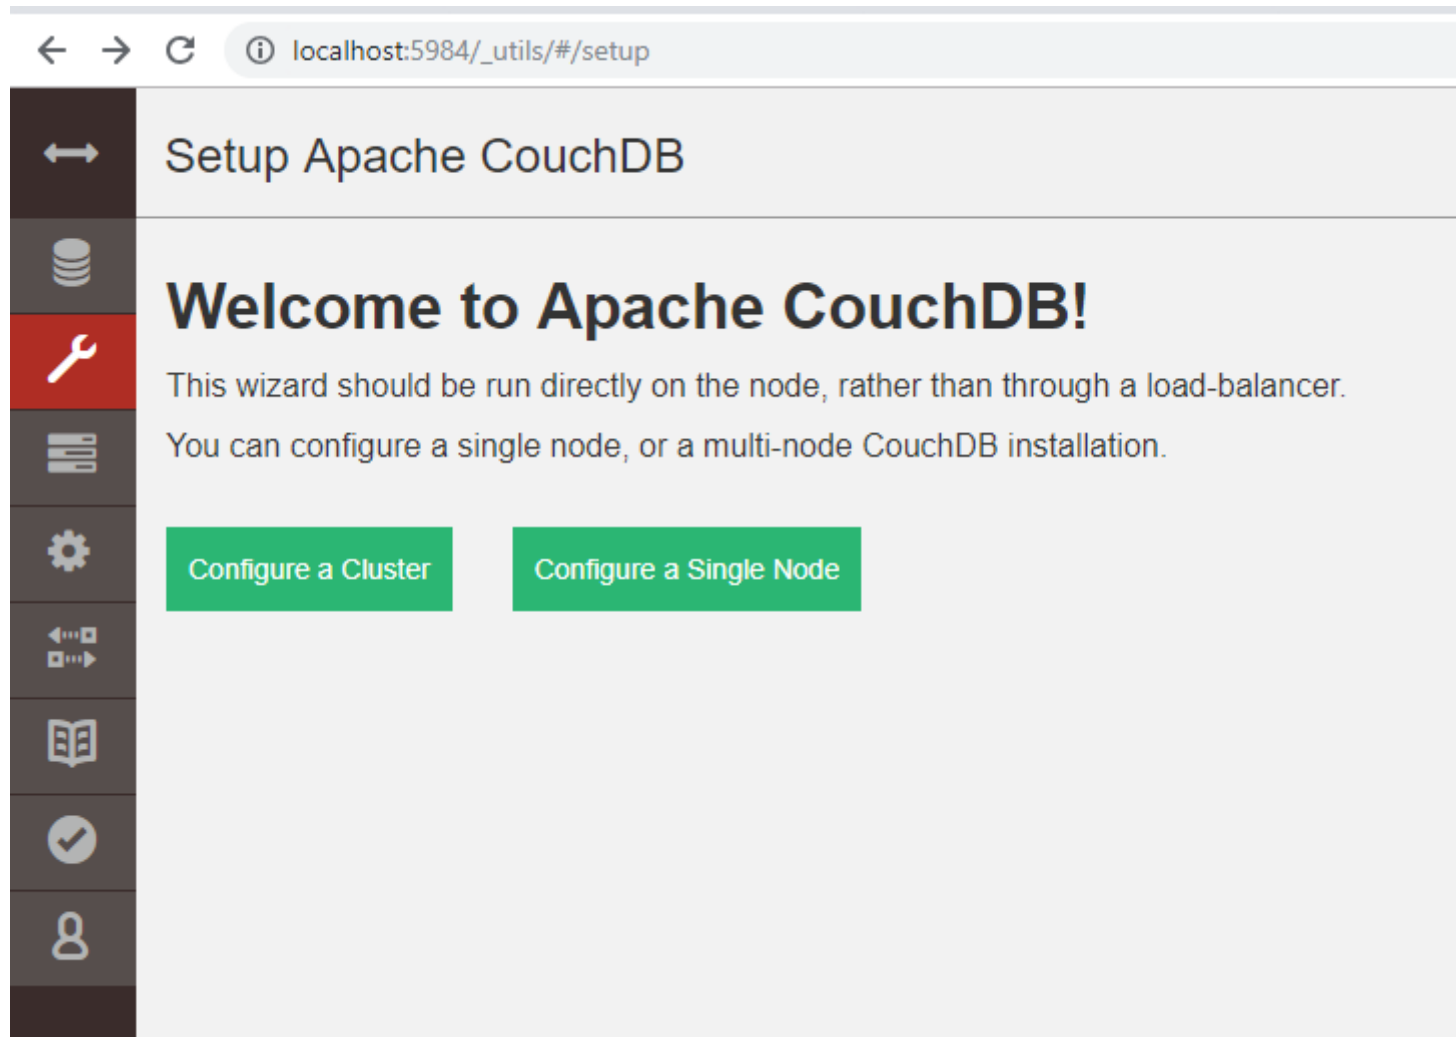 localhost:5984/_utils/#/setup
Setup Apache CouchDB
Welcome to Apache CouchDB!
This wizard should be run directly on the node, rather than through a load-balancer.
You can configure a single node, or a multi-node CouchDB installation.
Configure a Cluster
Configure a Single Node